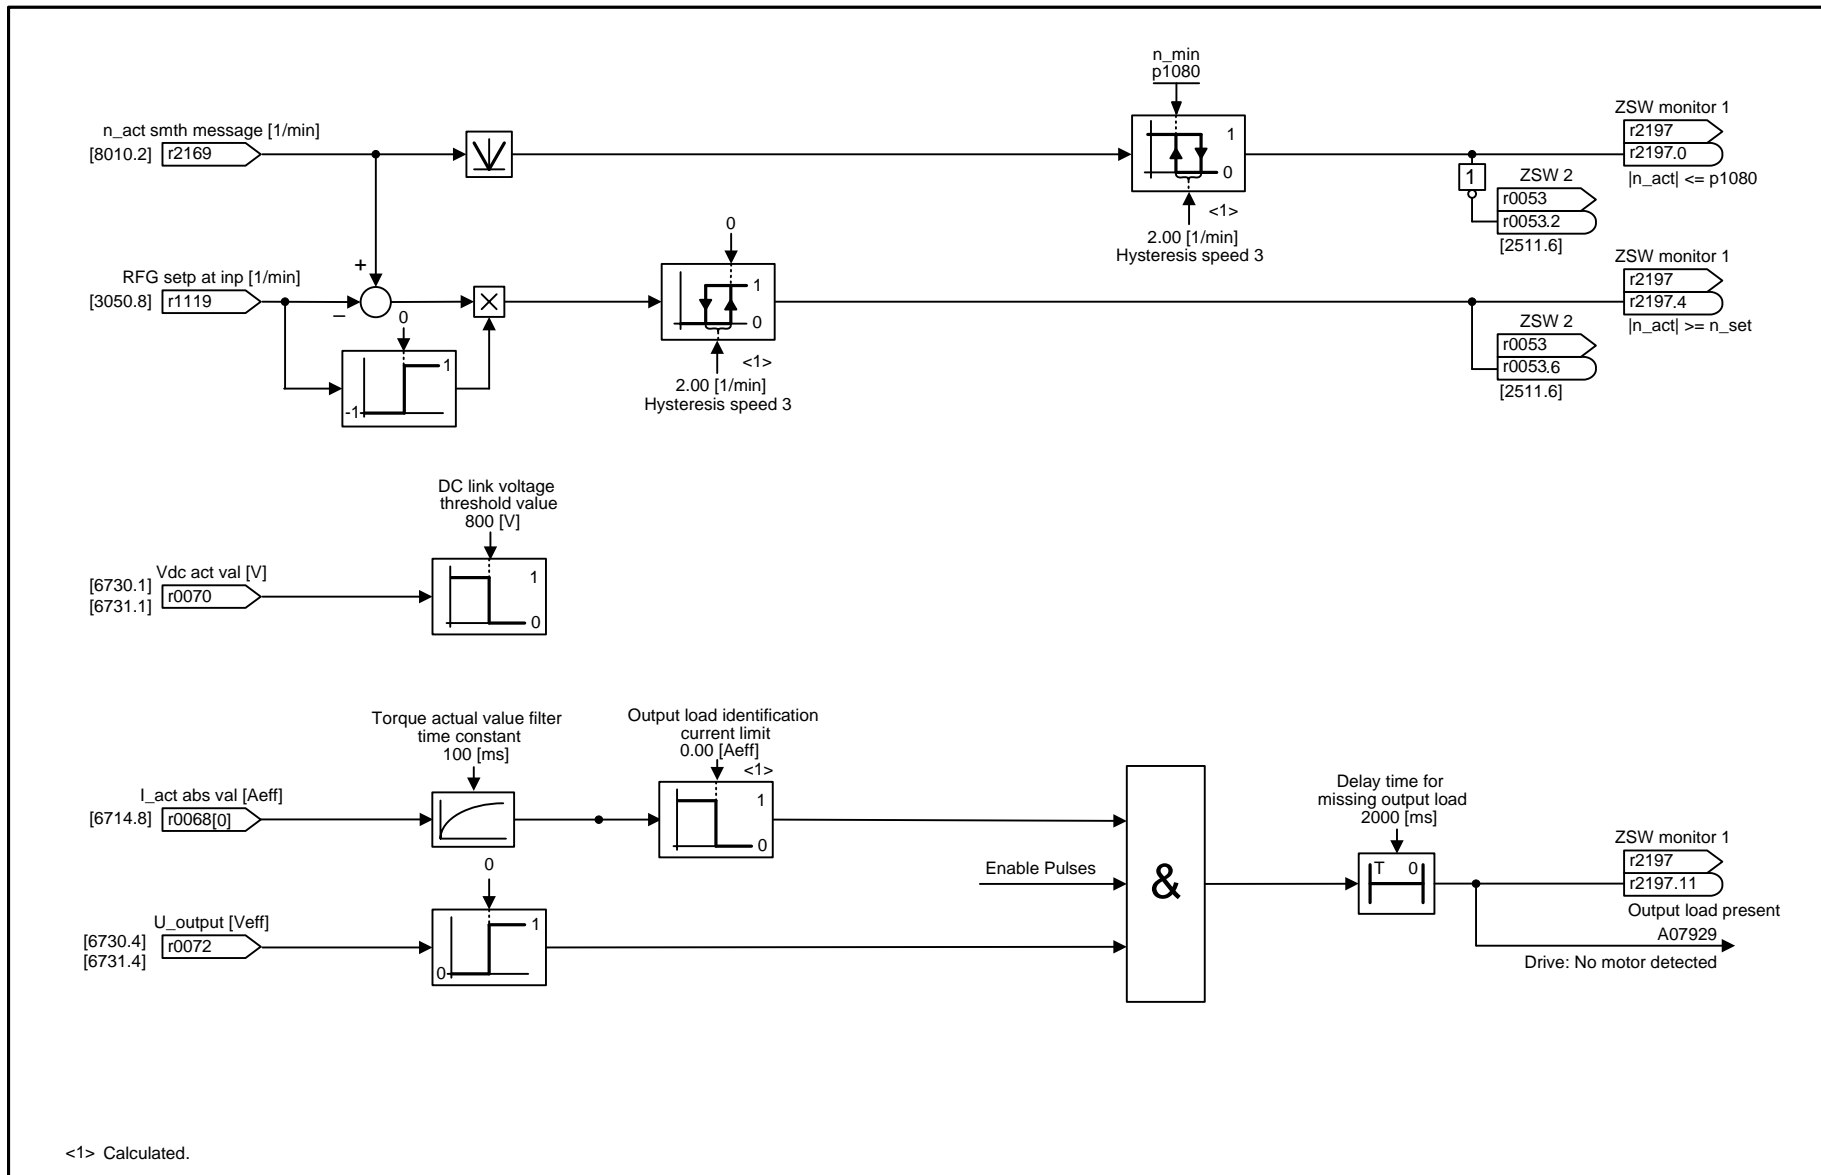 n_min
p1080
1
0
<1>
2.00 [1/min]
Hysteresis speed 3
n_act smth message [1/min]
[8010.2] r2169
ZSW monitor 1
r2197
r2197.0
|n_act| <= p1080
1
ZSW 2
r0053
r0053.2
[2511.6]
RFG setp at inp [1/min]
[3050.8] r1119
+
–
0
1
-1
0
1
0
<1>
2.00 [1/min]
Hysteresis speed 3
ZSW monitor 1
r2197
r2197.4
|n_act| >= n_set
ZSW 2
r0053
r0053.6
[2511.6]
DC link voltage
threshold value
800 [V]
Vdc act val [V]
[6730.1]
[6731.1]
r0070
1
0
Torque actual value filter
time constant
100 [ms]
Output load identification
current limit
0.00 [Aeff]
<1>
I_act abs val [Aeff]
[6714.8] r0068[0]
1
0
Enable Pulses
&
Delay time for
missing output load
2000 [ms]
T 0
ZSW monitor 1
r2197
r2197.11
Output load present
A07929
Drive: No motor detected
0
U_output [Veff]
[6730.4]
[6731.4]
r0072
1
0
<1> Calculated.